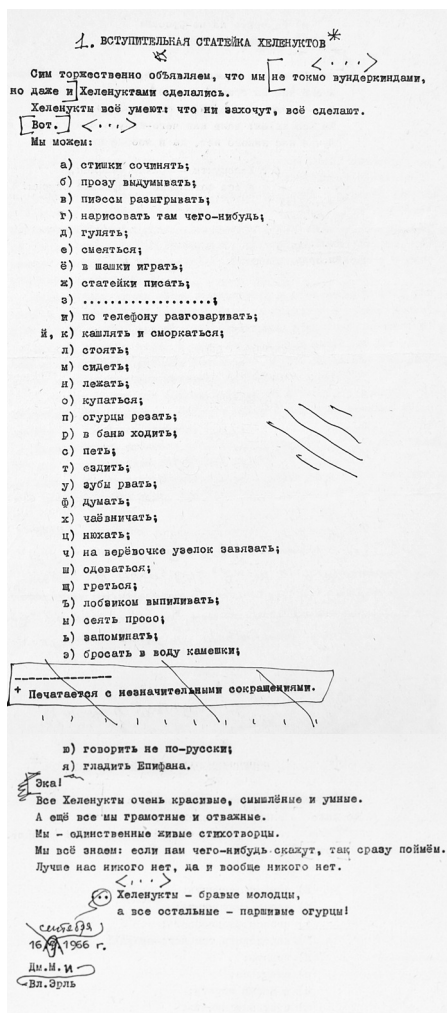 1. ВСТУПИТЕЛЬНАЯ СТАТЕЙКА ХЕЛЕНУКТОВ*
<...>
Сим торжественно объявляем, что мы [не токмо вундеркиндами,
но даже и] Хеленуктами сделались.
Хеленукты всё умеют: что ни захочут, всё сделают.
[Вот.] <...>
Мы можем:
а) стишки сочинять;
б) прозу выдумывать;
в) пиэссы разыгрывать;
г) нарисовать там чего-нибудь;
д) гулять;
е) смеяться;
ё) в шашки играть;
ж) статейки писать;
з) ...................;
и) по телефону разговаривать;
й, к) кашлять и сморкаться;
л) стоять;
м) сидеть;
н) лежать;
о) купаться;
п) огурцы резать;
р) в баню ходить;
с) петь;
т) ездить;
у) зубы рвать;
ф) думать;
х) чаёвничать;
ц) нюхать;
ч) на верёвочке узелок завязать;
ш) одеваться;
щ) греться;
ъ) лобзиком выпиливать;
ы) сеять просо;
ь) запоминать;
э) бросать в воду камешки;
---------------
+ Печатается с незначительными сокращениями.
ю) говорить не по-русски;
я) гладить Епифана.
Эка!
Все Хеленукты очень красивые, смышлёные и умные.
А ещё все мы грамотные и отважные.
Мы – единственные живые стихотворцы.
Мы всё знаем: если нам чего-нибудь скажут, так сразу поймём.
Лучше нас никого нет, да и вообще никого нет.
<...>
Хеленукты – бравые молодцы,
а все остальные – паршивые огурцы!
сентября
16.9.1966 г.
Дм.М. и
Вл.Эрль